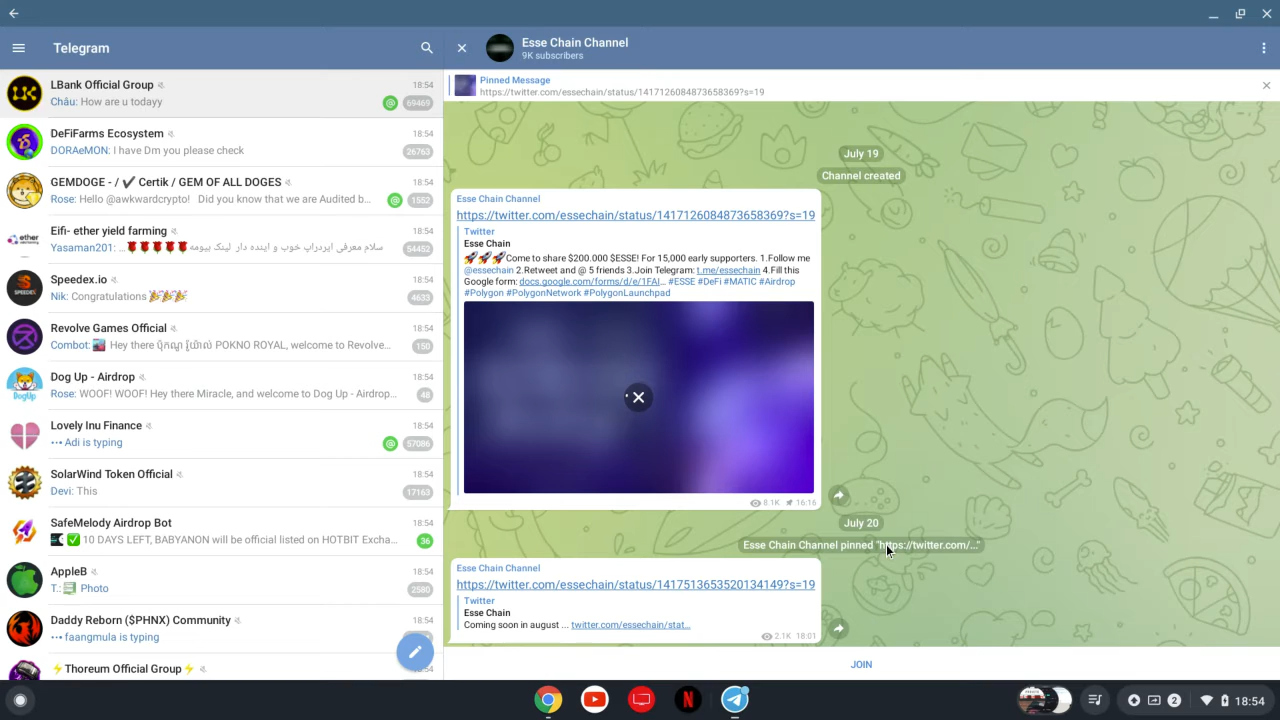 Telegram
LBank Official Group
18:54
Châu: How are u todayy
@ 69469
DeFiFarms Ecosystem
18:54
DORAeMON: I have Dm you please check
26763
GEMDOGE - / ✔ Certik / GEM OF ALL DOGES
18:54
Rose: Hello @awkwardcrypto! Did you know that we are Audited b...
@ 1552
Eifi- ether yield farming
18:54
Yasaman201: ...🌹🌹🌹🌹🌹سلام معرفی ایردراپ خوب و اینده دار لینک بیومه
54452
Speedex.io
18:54
Nik: Congratulations 🎉🎉🎉
4633
Revolve Games Official
18:54
POKNO ROYAL, welcome to Revolve...
Combot: Hey there
150
Dog Up - Airdrop
18:54
Rose: WOOF! WOOF! Hey there Miracle, and welcome to Dog Up - Airdrop...
48
Lovely Inu Finance
18:54
Adi is typing
@ 57086
SolarWind Token Official
18:54
Devi: This
17163
SafeMelody Airdrop Bot
18:54
✅ 10 DAYS LEFT, BABYANON will be official listed on HOTBIT Excha...
36
AppleB
18:54
T.: Photo
2580
Daddy Reborn ($PHNX) Community
18:54
faangmula is typing
⚡Thoreum Official Group⚡
Esse Chain Channel
9K subscribers
Pinned Message
https://twitter.com/essechain/status/1417126084873658369?s=19
July 19
Channel created
Esse Chain Channel
https://twitter.com/essechain/status/1417126084873658369?s=19
Twitter
Esse Chain
🚀🚀🚀Come to share $200.000 $ESSE! For 15,000 early supporters. 1.Follow me
@essechain 2.Retweet and @ 5 friends 3.Join Telegram: t.me/essechain 4.Fill this
Google form: docs.google.com/forms/d/e/1FAI... #ESSE #DeFi #MATIC #Airdrop
#Polygon #PolygonNetwork #PolygonLaunchpad
8.1K 16:16
July 20
Esse Chain Channel pinned "https://twitter.com/..."
Esse Chain Channel
https://twitter.com/essechain/status/1417513653520134149?s=19
Twitter
Esse Chain
Coming soon in august ... twitter.com/essechain/stat...
2.1K 18:01
JOIN
2
18:54